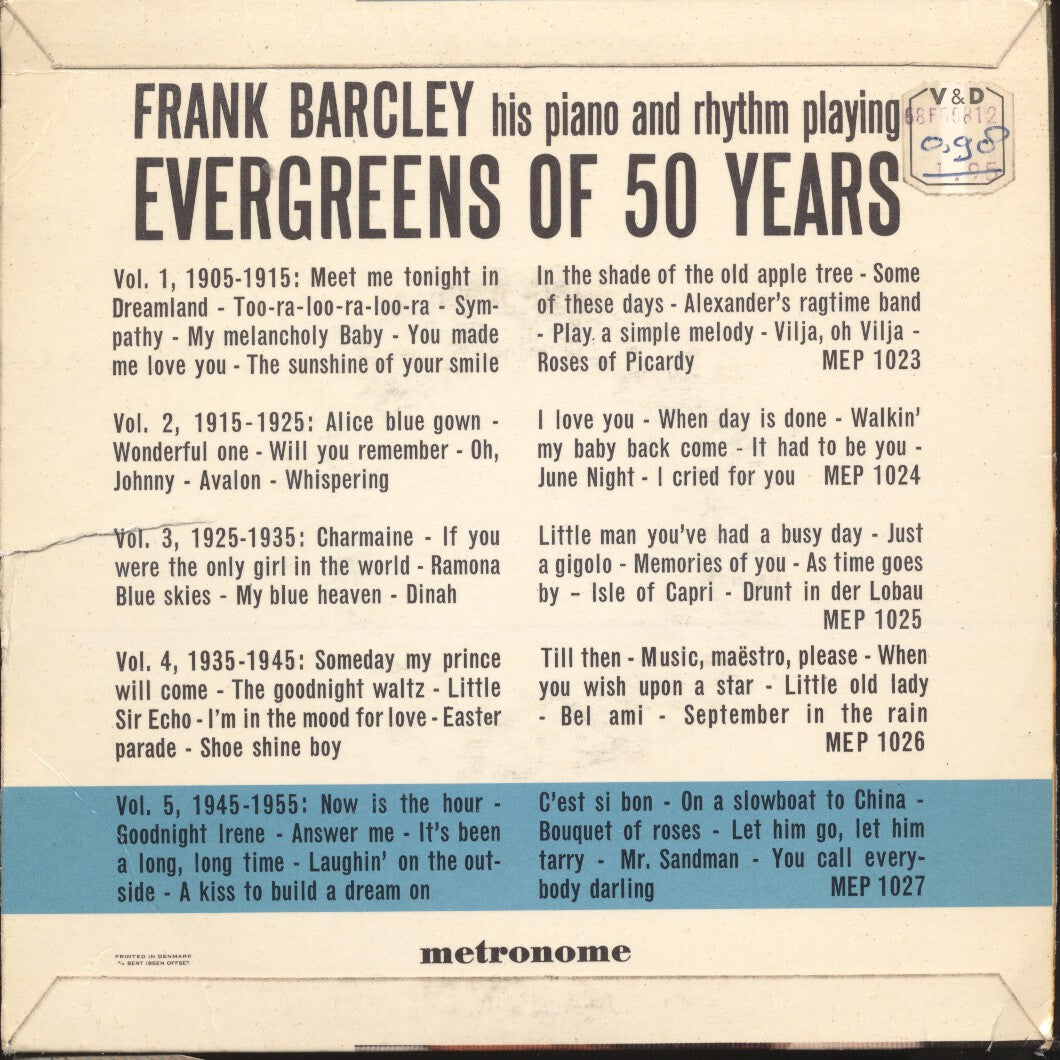 FRANK BARCLEY his piano and rhythm playing
EVERGREENS OF 50 YEARS
V&D
0,98
Vol. 1, 1905-1915: Meet me tonight in
Dreamland - Too-ra-loo-ra-loo-ra - Sym-
pathy - My melancholy Baby - You made
me love you - The sunshine of your smile
In the shade of the old apple tree - Some
of these days - Alexander's ragtime band
- Play a simple melody - Vilja, oh Vilja -
Roses of Picardy MEP 1023
Vol. 2, 1915-1925: Alice blue gown -
Wonderful one - Will you remember - Oh,
Johnny - Avalon - Whispering
I love you - When day is done - Walkin'
my baby back come - It had to be you -
June Night - I cried for you MEP 1024
Vol. 3, 1925-1935: Charmaine - If you
were the only girl in the world - Ramona
Blue skies - My blue heaven - Dinah
Little man you've had a busy day - Just
a gigolo - Memories of you - As time goes
by – Isle of Capri - Drunt in der Lobau
MEP 1025
Vol. 4, 1935-1945: Someday my prince
will come - The goodnight waltz - Little
Sir Echo - I'm in the mood for love - Easter
parade - Shoe shine boy
Till then - Music, maëstro, please - When
you wish upon a star - Little old lady
- Bel ami - September in the rain
MEP 1026
Vol. 5, 1945-1955: Now is the hour -
Goodnight Irene - Answer me - It's been
a long, long time - Laughin' on the out-
side - A kiss to build a dream on
C'est si bon - On a slowboat to China -
Bouquet of roses - Let him go, let him
tarry - Mr. Sandman - You call every-
body darling MEP 1027
PRINTED IN DENMARK
BENT IBSEN OFFSET
metronome